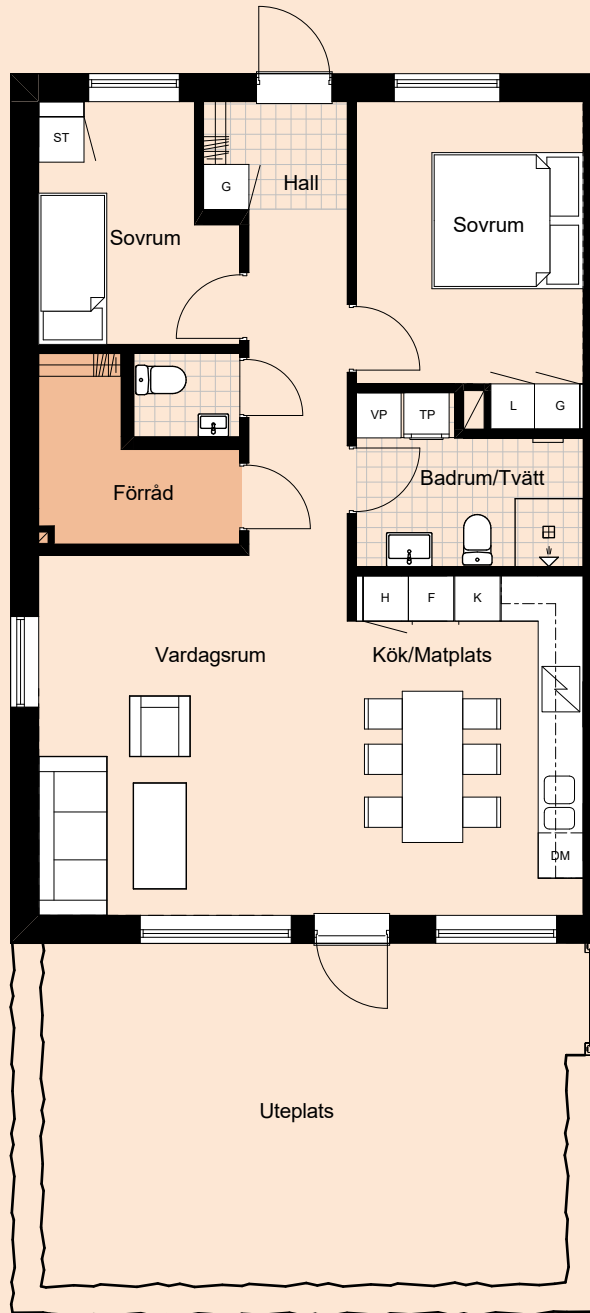 ST
G
Hall
Sovrum
Sovrum
VP
TP
L
G
Förråd
Badrum/Tvätt
H
F
K
Vardagsrum
Kök/Matplats
DM
Uteplats